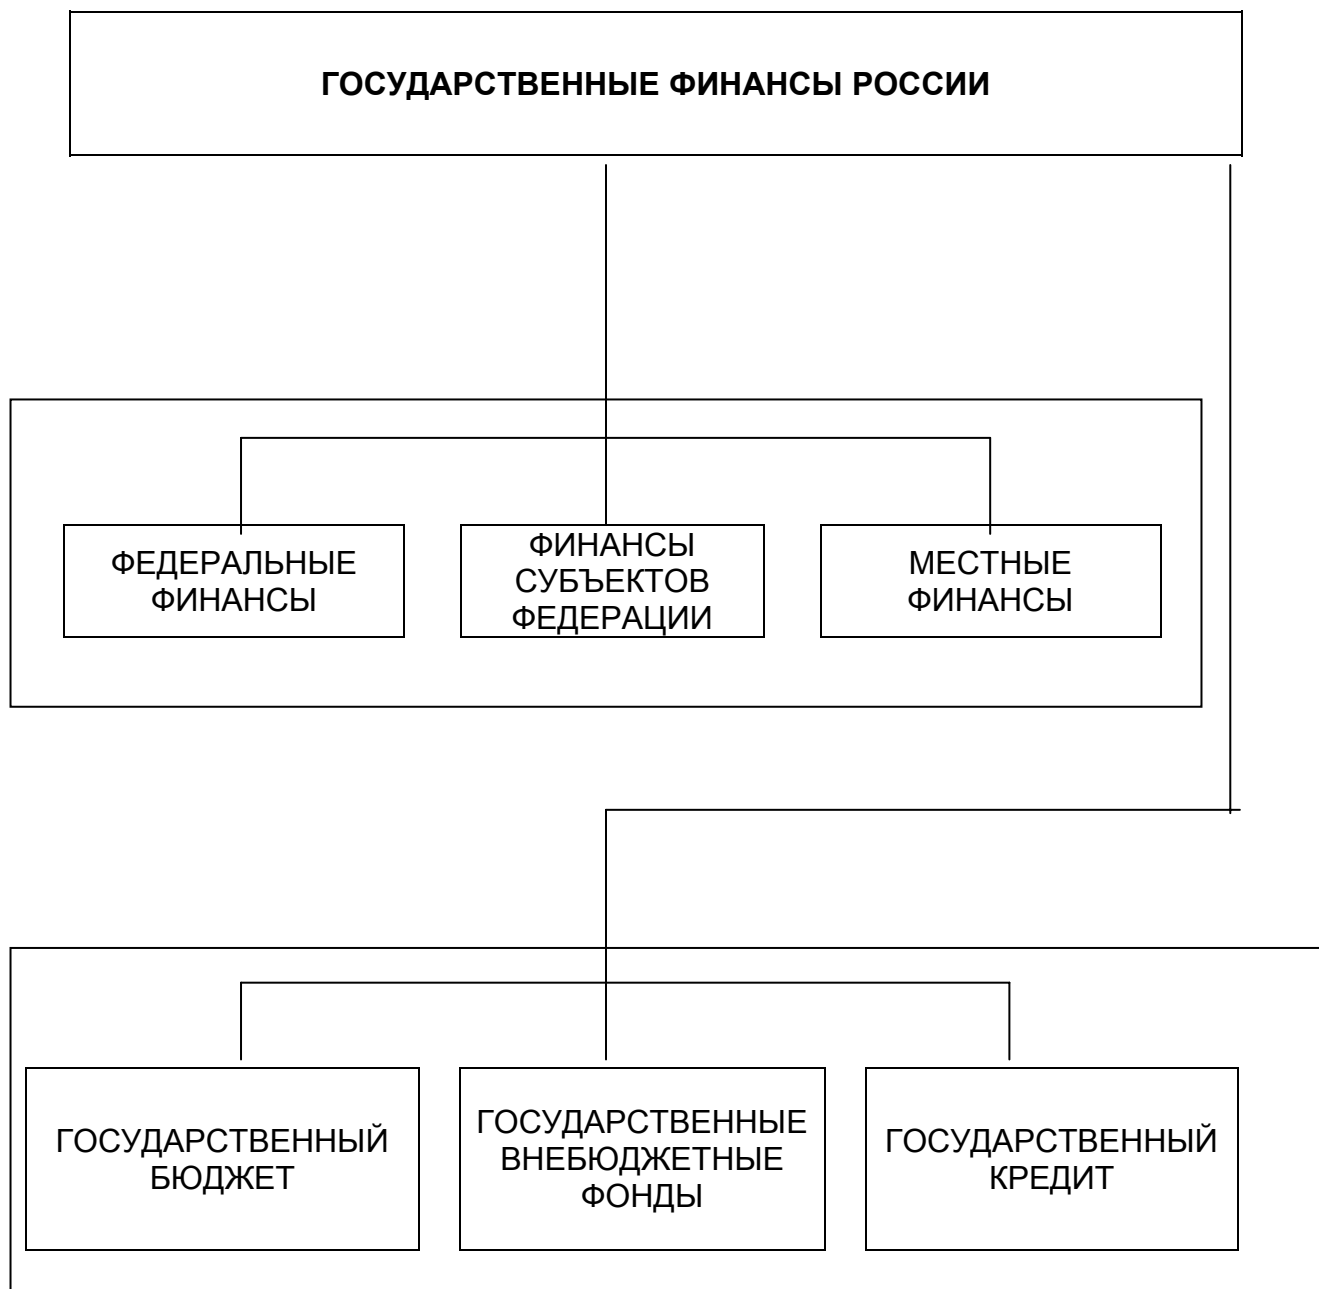 ГОСУДАРСТВЕННЫЕ ФИНАНСЫ РОССИИ
ФЕДЕРАЛЬНЫЕ
ФИНАНСЫ
ФИНАНСЫ
СУБЪЕКТОВ
ФЕДЕРАЦИИ
МЕСТНЫЕ
ФИНАНСЫ
ГОСУДАРСТВЕННЫЙ
БЮДЖЕТ
ГОСУДАРСТВЕННЫЕ
ВНЕБЮДЖЕТНЫЕ
ФОНДЫ
ГОСУДАРСТВЕННЫЙ
КРЕДИТ